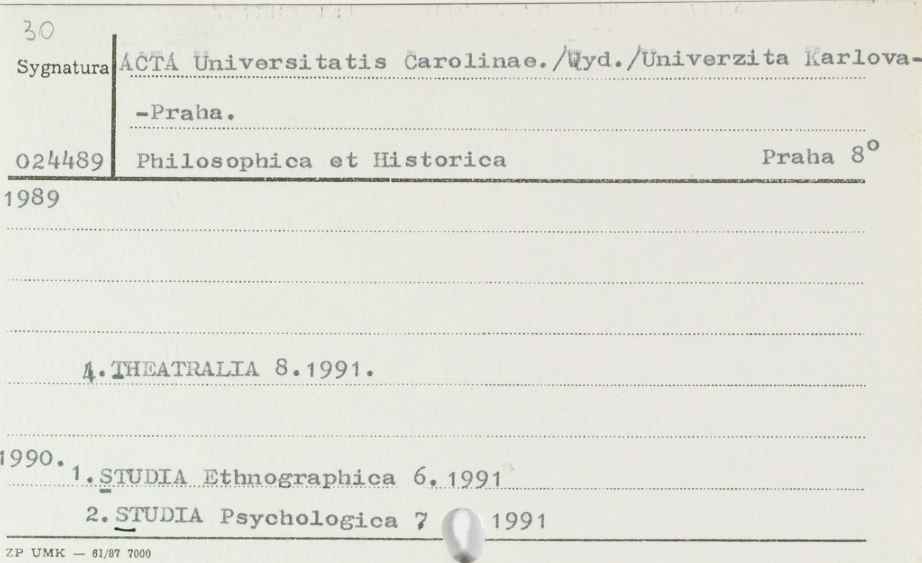 30
Sygnatura ACTA Universitatis Carolinae./Wyd./Univerzita Karlova-
-Praha.
024489 Philosophica et Historica Praha 8°
1989
4. THEATRALIA 8.1991.
1990. 1. STUDIA Ethnographica 6. 1991
2. STUDIA Psychologica 7 1991
ZP UMK — 61/87 7000